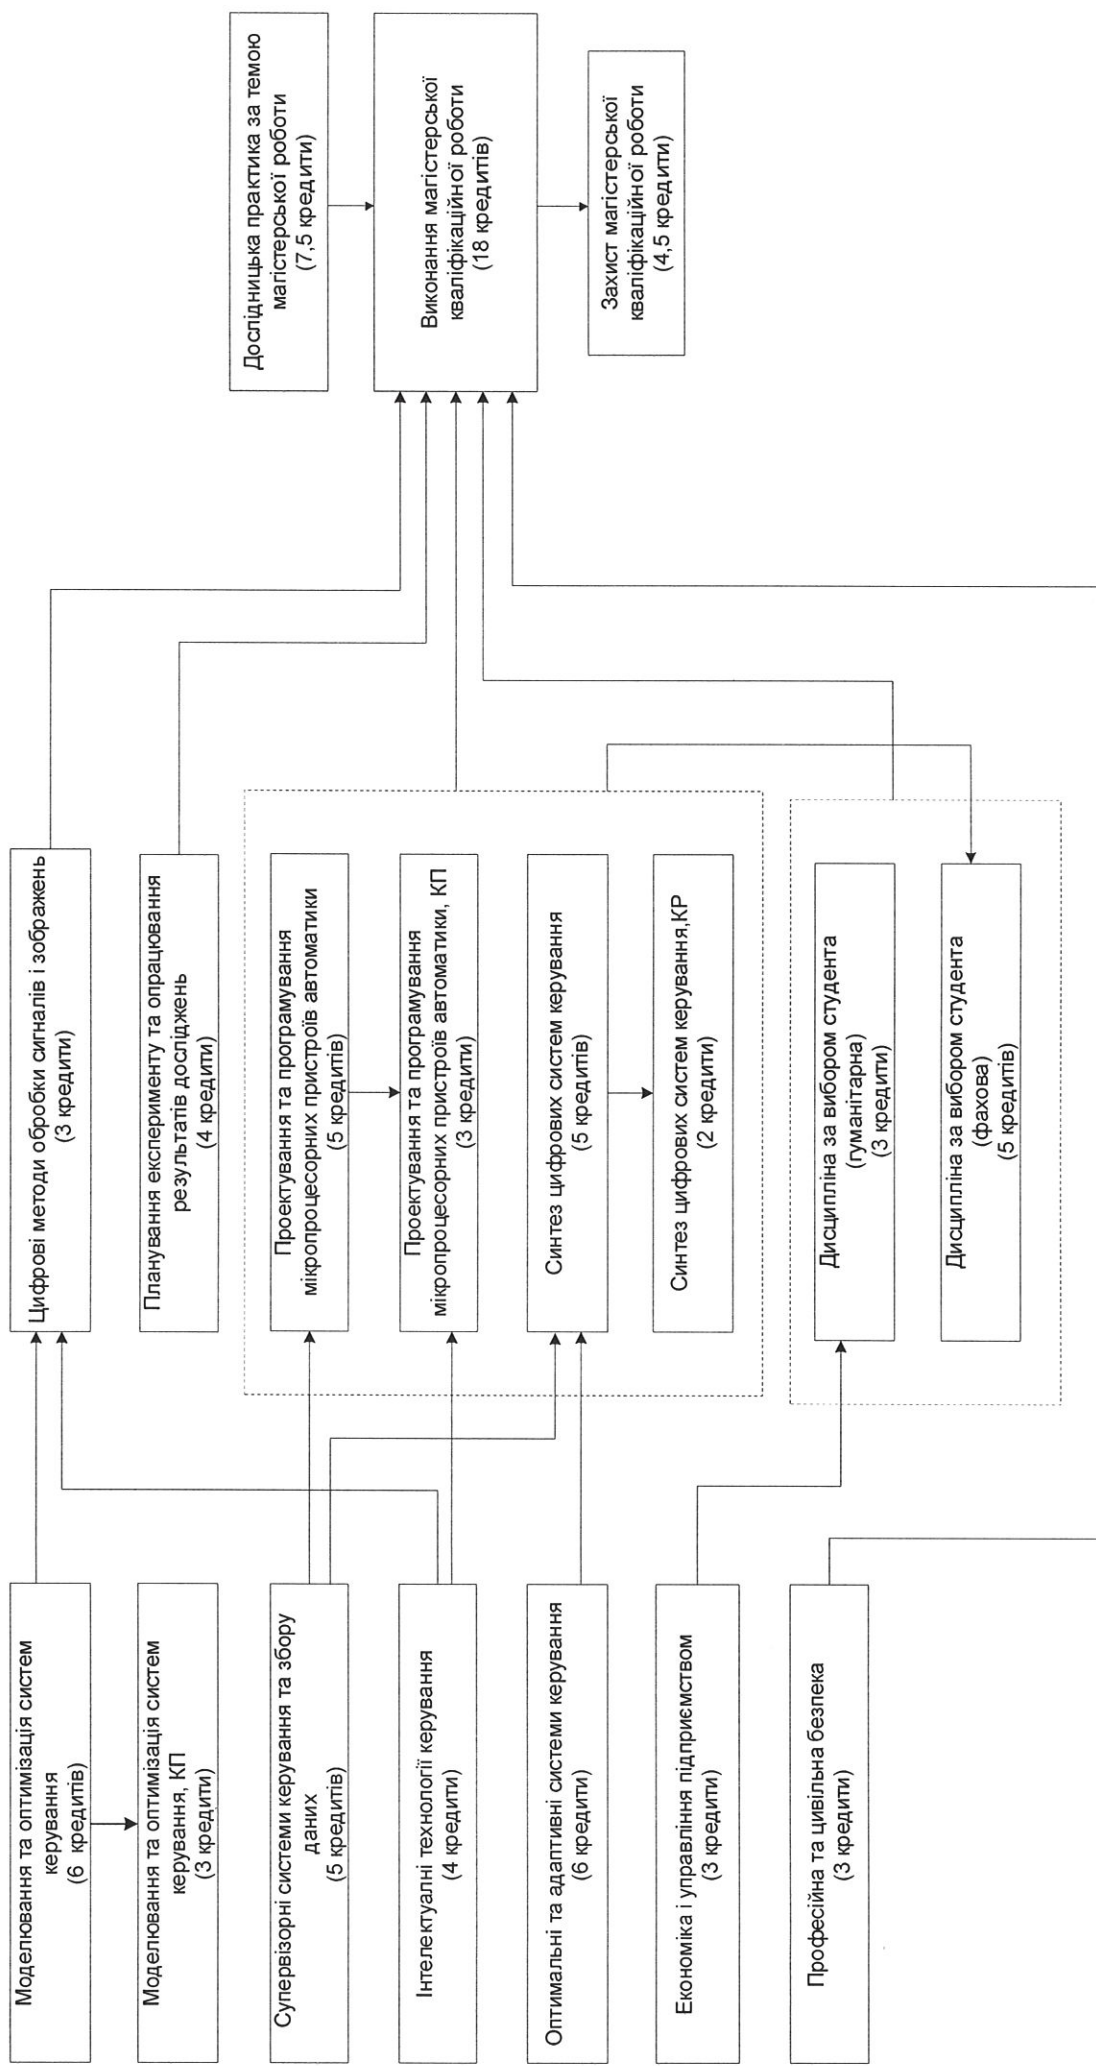 Моделювання та оптимізація систем
керування
(6 кредитів)
Моделювання та оптимізація систем
керування, КП
(3 кредити)
Супервізорні системи керування та збору
даних
(5 кредитів)
Інтелектуальні технології керування
(4 кредити)
Оптимальні та адаптивні системи керування
(6 кредитів)
Економіка і управління підприємством
(3 кредити)
Професійна та цивільна безпека
(3 кредити)
Цифрові методи обробки сигналів і зображень
(3 кредити)
Планування експерименту та опрацювання
результатів досліджень
(4 кредити)
Проектування та програмування
мікропроцесорних пристроїв автоматики
(5 кредитів)
Проектування та програмування
мікропроцесорних пристроїв автоматики, КП
(3 кредити)
Синтез цифрових систем керування
(5 кредитів)
Синтез цифрових систем керування,КР
(2 кредити)
Дисципліна за вибором студента
(гуманітарна)
(3 кредити)
Дисципліна за вибором студента
(фахова)
(5 кредитів)
Дослідницька практика за темою
магістерської роботи
(7,5 кредити)
Виконання магістерської
кваліфікаційної роботи
(18 кредитів)
Захист магістерської
кваліфікаційної роботи
(4,5 кредити)